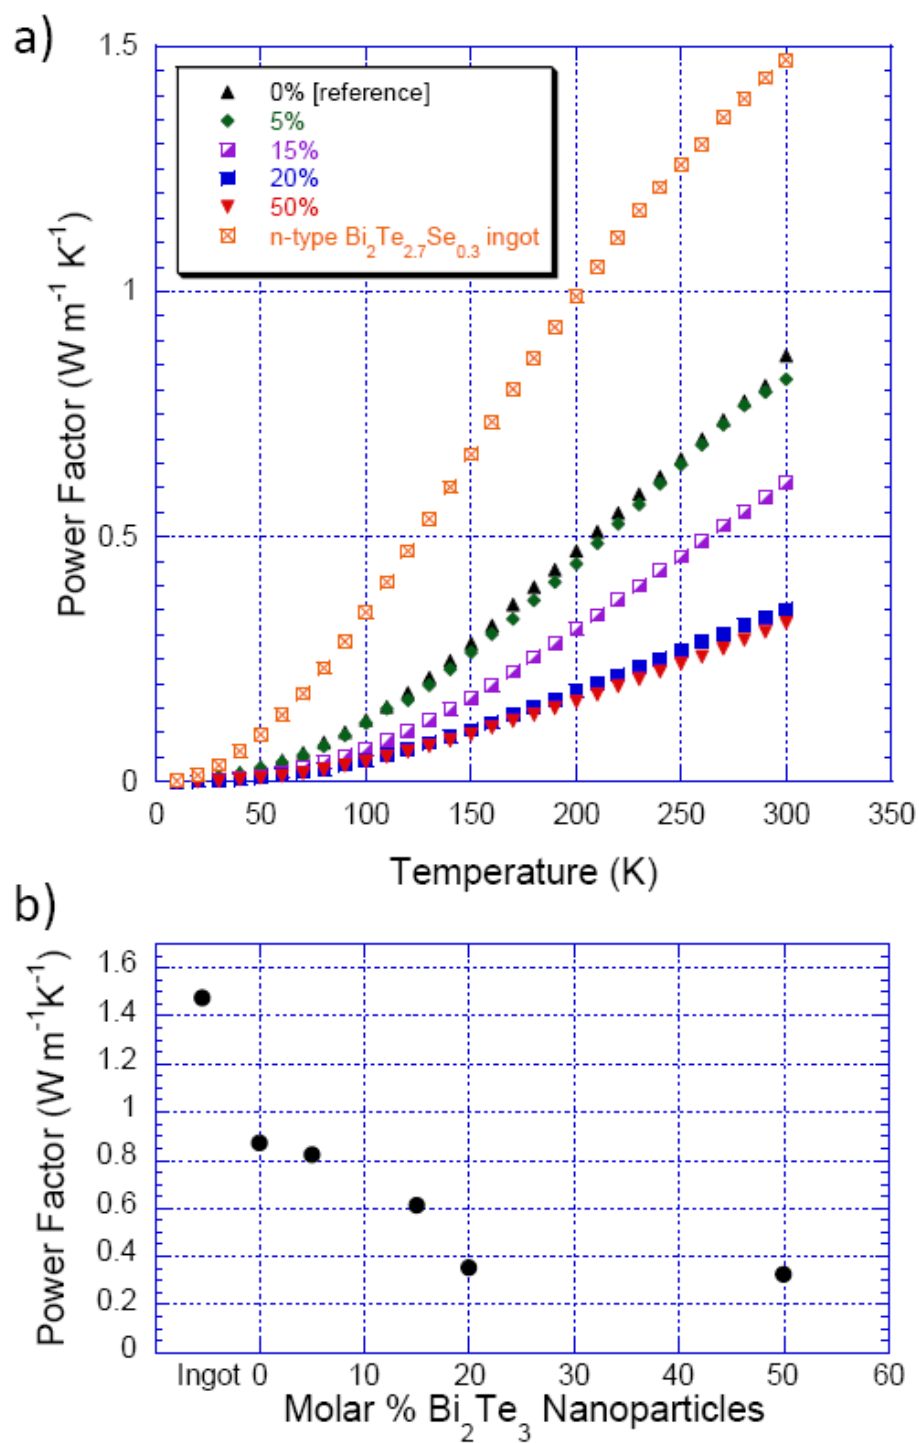 a)
1.5
1
0.5
0
Power Factor (W m⁻¹ K⁻¹)
0% [reference]
5%
15%
20%
50%
n-type Bi₂Te₂.₇Se₀.₃ ingot
0 50 100 150 200 250 300 350
Temperature (K)
b)
1.6
1.4
1.2
1
0.8
0.6
0.4
0.2
0
Power Factor (W m⁻¹K⁻¹)
Ingot 0 10 20 30 40 50 60
Molar % Bi₂Te₃ Nanoparticles